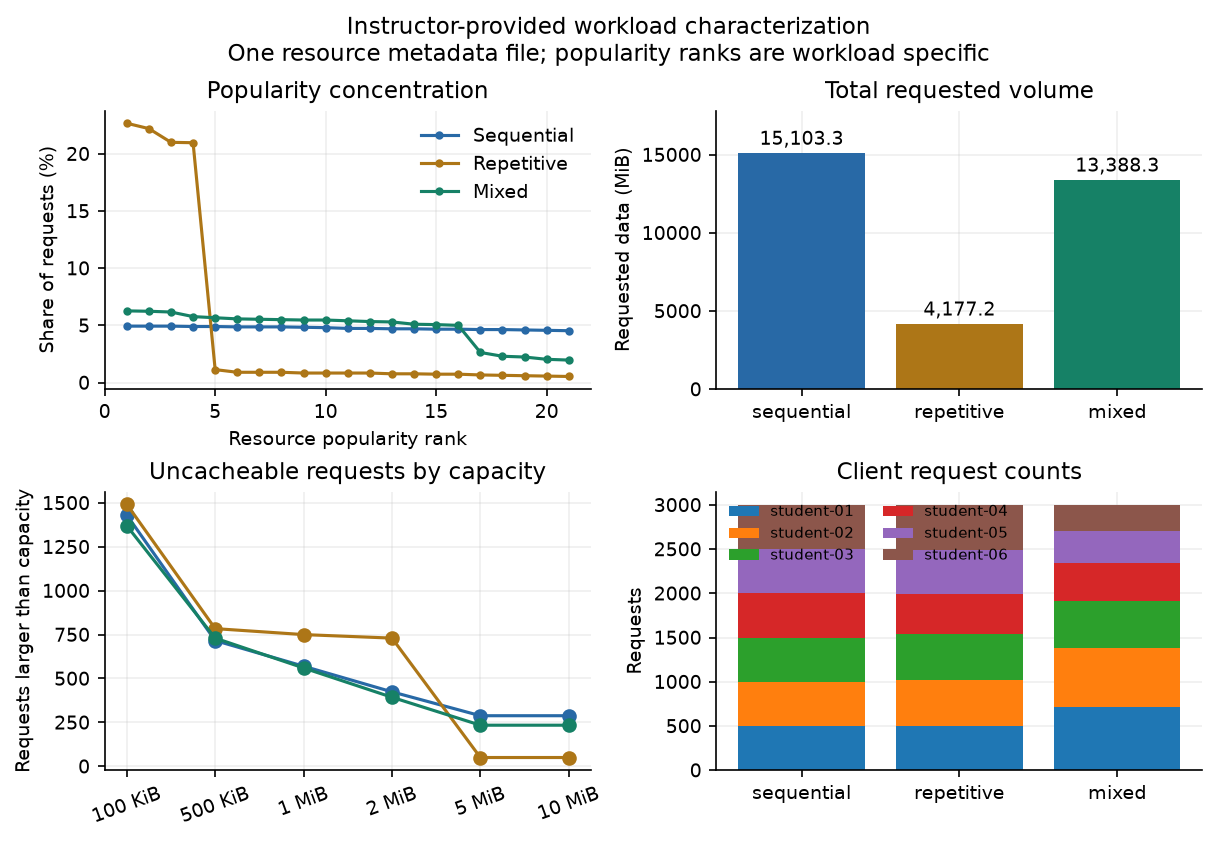 Instructor-provided workload characterization
One resource metadata file; popularity ranks are workload specific
Popularity concentration
Share of requests (%)
20
15
10
5
0
Sequential
Repetitive
Mixed
0 5 10 15 20
Resource popularity rank
Total requested volume
Requested data (MiB)
15000
10000
5000
0
15,103.3
4,177.2
13,388.3
sequential repetitive mixed
Uncacheable requests by capacity
Requests larger than capacity
1500
1250
1000
750
500
250
0
100 KiB 500 KiB 1 MiB 2 MiB 5 MiB 10 MiB
Client request counts
Requests
3000
2500
2000
1500
1000
500
0
student-01 student-04
student-02 student-05
student-03 student-06
sequential repetitive mixed